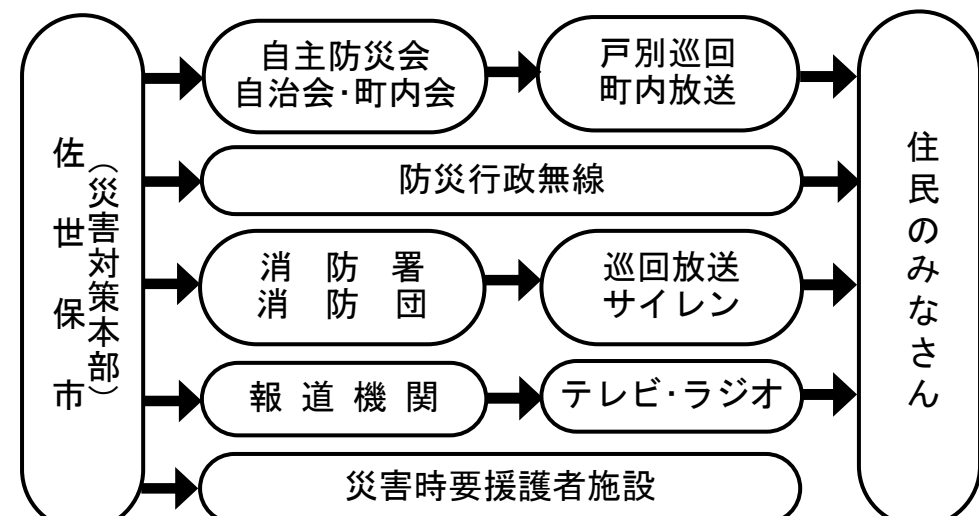 佐世保市
(災害対策本部)
自主防災会
自治会・町内会
戸別巡回
町内放送
防災行政無線
消防署
消防団
巡回放送
サイレン
報道機関
テレビ・ラジオ
災害時要援護者施設
住民のみなさん